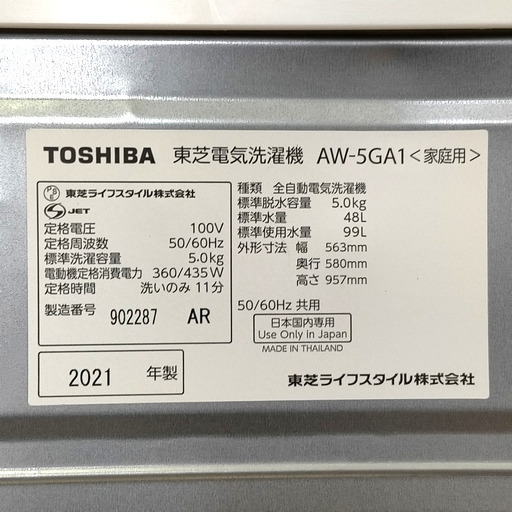 TOSHIBA 東芝電気洗濯機 AW-5GA1<家庭用>
東芝ライフスタイル株式会社
JET
定格電圧 100V
定格周波数 50/60Hz
標準洗濯容量 5.0kg
電動機定格消費電力 360/435W
定格時間 洗いのみ 11分
製造番号 902287 AR
2021 年製
種類 全自動電気洗濯機
標準脱水容量 5.0kg
標準水量 48L
標準使用水量 99L
外形寸法 幅 563mm
奥行 580mm
高さ 957mm
50/60Hz 共用
日本国内専用
Use Only in Japan
MADE IN THAILAND
東芝ライフスタイル株式会社